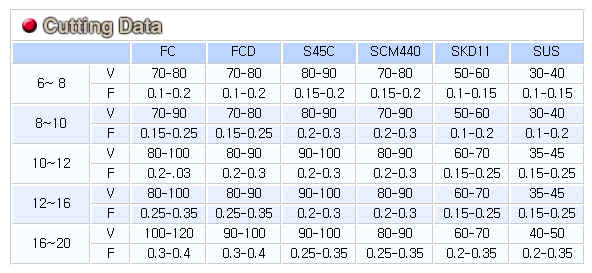 Cutting Data
FC FCD S45C SCM440 SKD11 SUS
6~ 8 V 70-80 70-80 80-90 70-80 50-60 30-40
F 0.1-0.2 0.1-0.2 0.15-0.2 0.15-0.2 0.1-0.15 0.1-0.15
8~10 V 70-90 70-80 80-90 70-90 50-60 30-40
F 0.15-0.25 0.15-0.25 0.2-0.3 0.2-0.3 0.1-0.2 0.1-0.2
10~12 V 80-100 80-90 90-100 80-90 60-70 35-45
F 0.2-.03 0.2-0.3 0.2-0.3 0.2-0.3 0.15-0.25 0.15-0.25
12~16 V 80-100 80-90 90-100 80-90 60-70 35-45
F 0.25-0.35 0.25-0.35 0.2-0.3 0.2-0.3 0.15-0.25 0.15-0.25
16~20 V 100-120 90-100 90-100 80-90 60-70 40-50
F 0.3-0.4 0.3-0.4 0.25-0.35 0.25-0.35 0.2-0.35 0.2-0.35